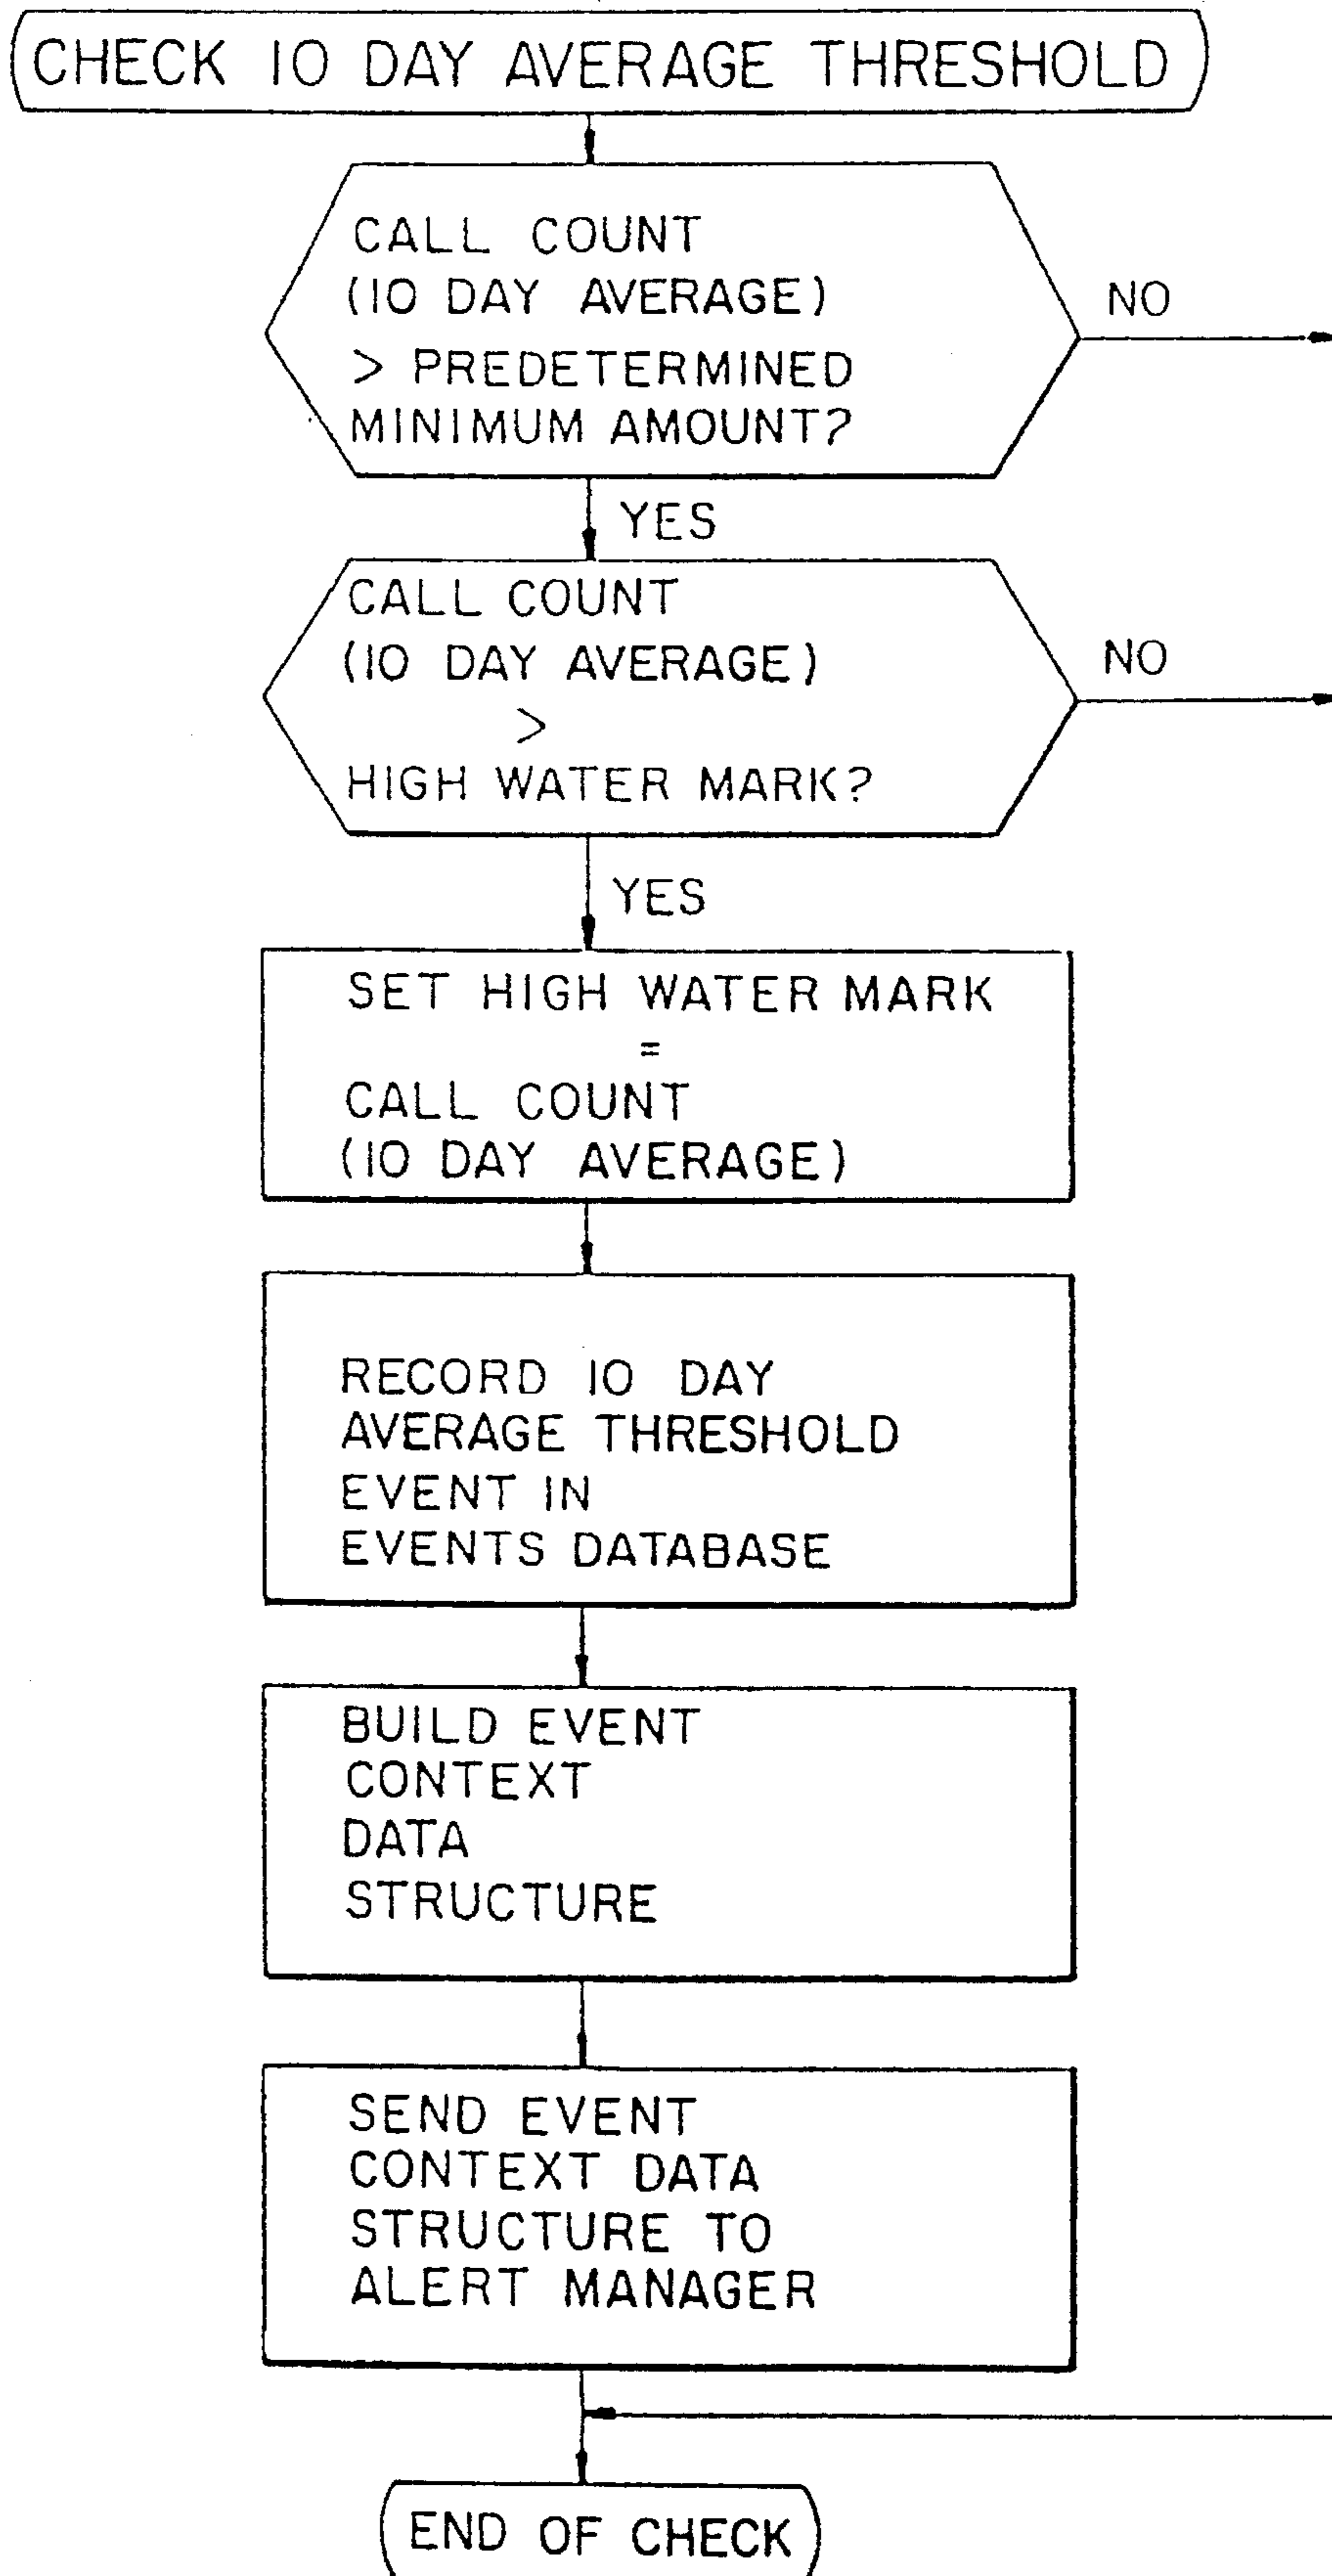 CHECK 10 DAY AVERAGE THRESHOLD
CALL COUNT
(10 DAY AVERAGE)
> PREDETERMINED
MINIMUM AMOUNT?
NO
YES
CALL COUNT
(10 DAY AVERAGE)
>
HIGH WATER MARK?
NO
YES
SET HIGH WATER MARK
=
CALL COUNT
(10 DAY AVERAGE)
RECORD 10 DAY
AVERAGE THRESHOLD
EVENT IN
EVENTS DATABASE
BUILD EVENT
CONTEXT
DATA
STRUCTURE
SEND EVENT
CONTEXT DATA
STRUCTURE TO
ALERT MANAGER
END OF CHECK